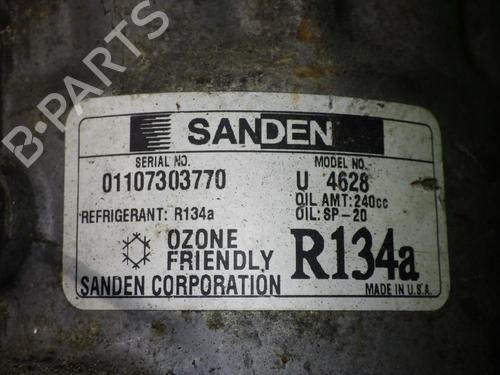 B-PARTS
SANDEN
SERIAL NO. MODEL NO.
01107303770 U 4628
OIL AMT: 240cc
REFRIGERANT: R134a OIL: SP-20
OZONE FRIENDLY R134a
SANDEN CORPORATION MADE IN U.S.A.
B-PARTS